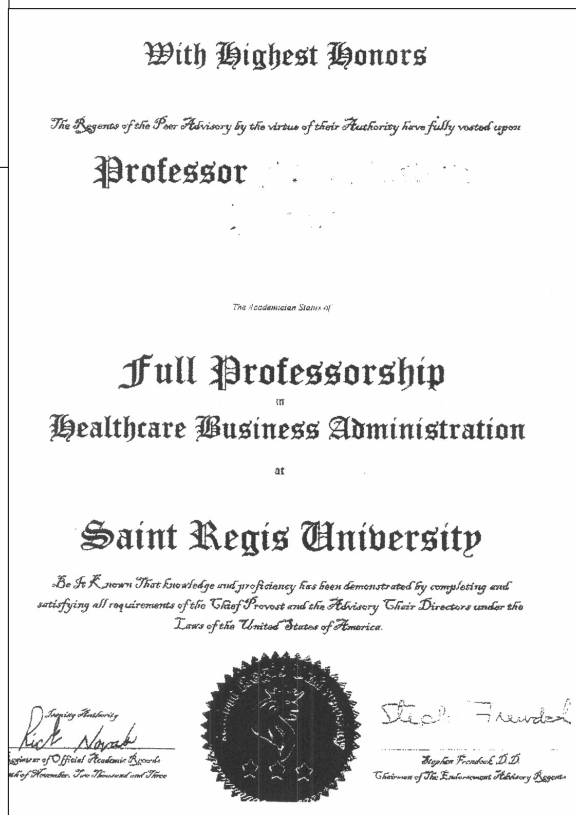 With Highest Honors
The Regents of the Peer Advisory by the virtue of their Authority have fully vested upon
Professor
The Academician Status of
Full Professorship
in
Healthcare Business Administration
at
Saint Regis University
Be It Known That knowledge and proficiency has been demonstrated by completing and
satisfying all requirements of the Chief Provost and the Advisory Chair Directors under the
Laws of the United States of America.
Authority
Rick Novak
of Official Academic Records
of November, Two Thousand and Three
Stephen Frendock, D.D.
Chairman of The Endorsement Advisory Regents